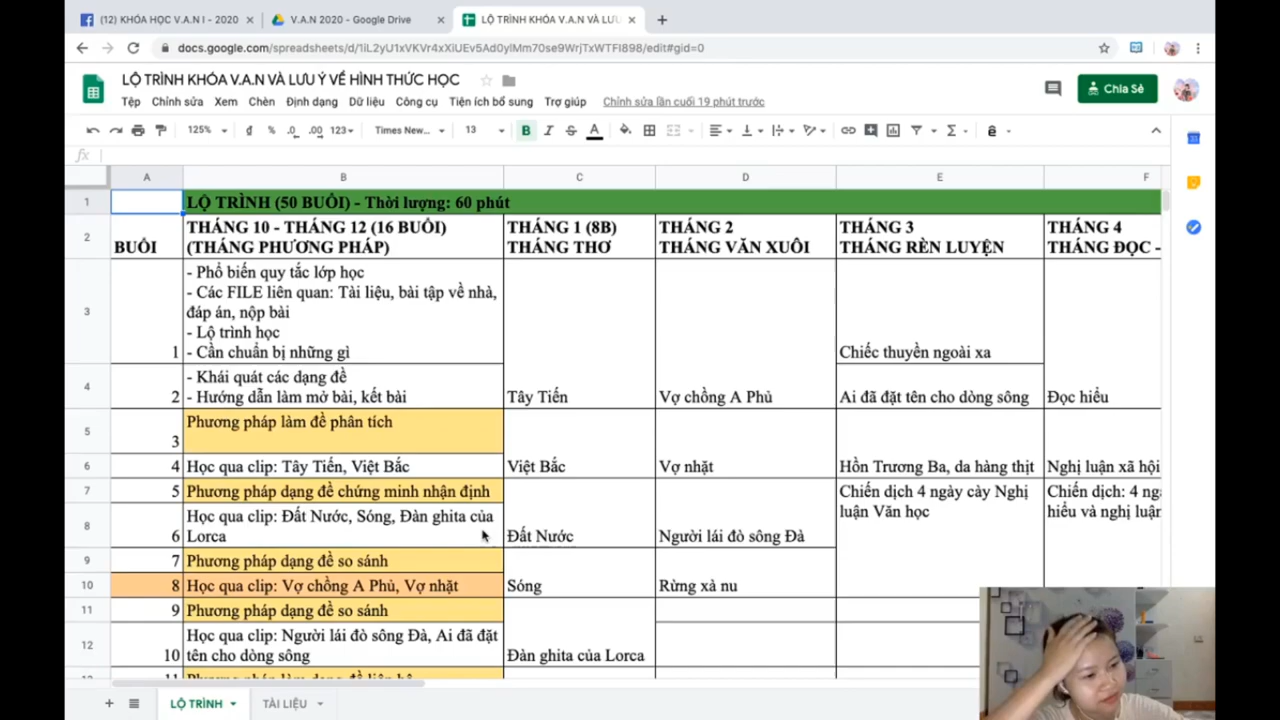 (12) KHÓA HỌC V.A.N I - 2020
V.A.N 2020 - Google Drive
LỘ TRÌNH KHÓA V.A.N VÀ LƯU
docs.google.com/spreadsheets/d/1iL2yU1xVKVr4xXiUEv5Ad0ylMm70se9WrjTxWTFI898/edit#gid=0
LỘ TRÌNH KHÓA V.A.N VÀ LƯU Ý VỀ HÌNH THỨC HỌC
Tệp Chỉnh sửa Xem Chèn Định dạng Dữ liệu Công cụ Tiện ích bổ sung Trợ giúp Chỉnh sửa lần cuối 19 phút trước
Chia Sẻ
125% đ % .0 .00 123 Times New... 13 B I S A
fx
A B C D E F
1 LỘ TRÌNH (50 BUỔI) - Thời lượng: 60 phút
2 BUỔI
THÁNG 10 - THÁNG 12 (16 BUỔI)
(THÁNG PHƯƠNG PHÁP)
THÁNG 1 (8B)
THÁNG THƠ
THÁNG 2
THÁNG VĂN XUÔI
THÁNG 3
THÁNG RÈN LUYỆN
THÁNG 4
THÁNG ĐỌC -
3 1
- Phổ biến quy tắc lớp học
- Các FILE liên quan: Tài liệu, bài tập về nhà,
đáp án, nộp bài
- Lộ trình học
- Cần chuẩn bị những gì
Chiếc thuyền ngoài xa
4 2
- Khái quát các dạng đề
- Hướng dẫn làm mở bài, kết bài
Tây Tiến
Vợ chồng A Phủ
Ai đã đặt tên cho dòng sông
Đọc hiểu
5 3
Phương pháp làm đề phân tích
6 4
Học qua clip: Tây Tiến, Việt Bắc
Việt Bắc
Vợ nhặt
Hồn Trương Ba, da hàng thịt
Nghị luận xã hội
7 5
Phương pháp dạng đề chứng minh nhận định
Chiến dịch 4 ngày cày Nghị
luận Văn học
Chiến dịch: 4
hiểu và nghị luận
8 6
Học qua clip: Đất Nước, Sóng, Đàn ghita của
Lorca
Đất Nước
Người lái đò sông Đà
9 7
Phương pháp dạng đề so sánh
10 8
Học qua clip: Vợ chồng A Phủ, Vợ nhặt
Sóng
Rừng xà nu
11 9
Phương pháp dạng đề so sánh
12 10
Học qua clip: Người lái đò sông Đà, Ai đã đặt
tên cho dòng sông
Đàn ghita của Lorca
LỘ TRÌNH
TÀI LIỆU